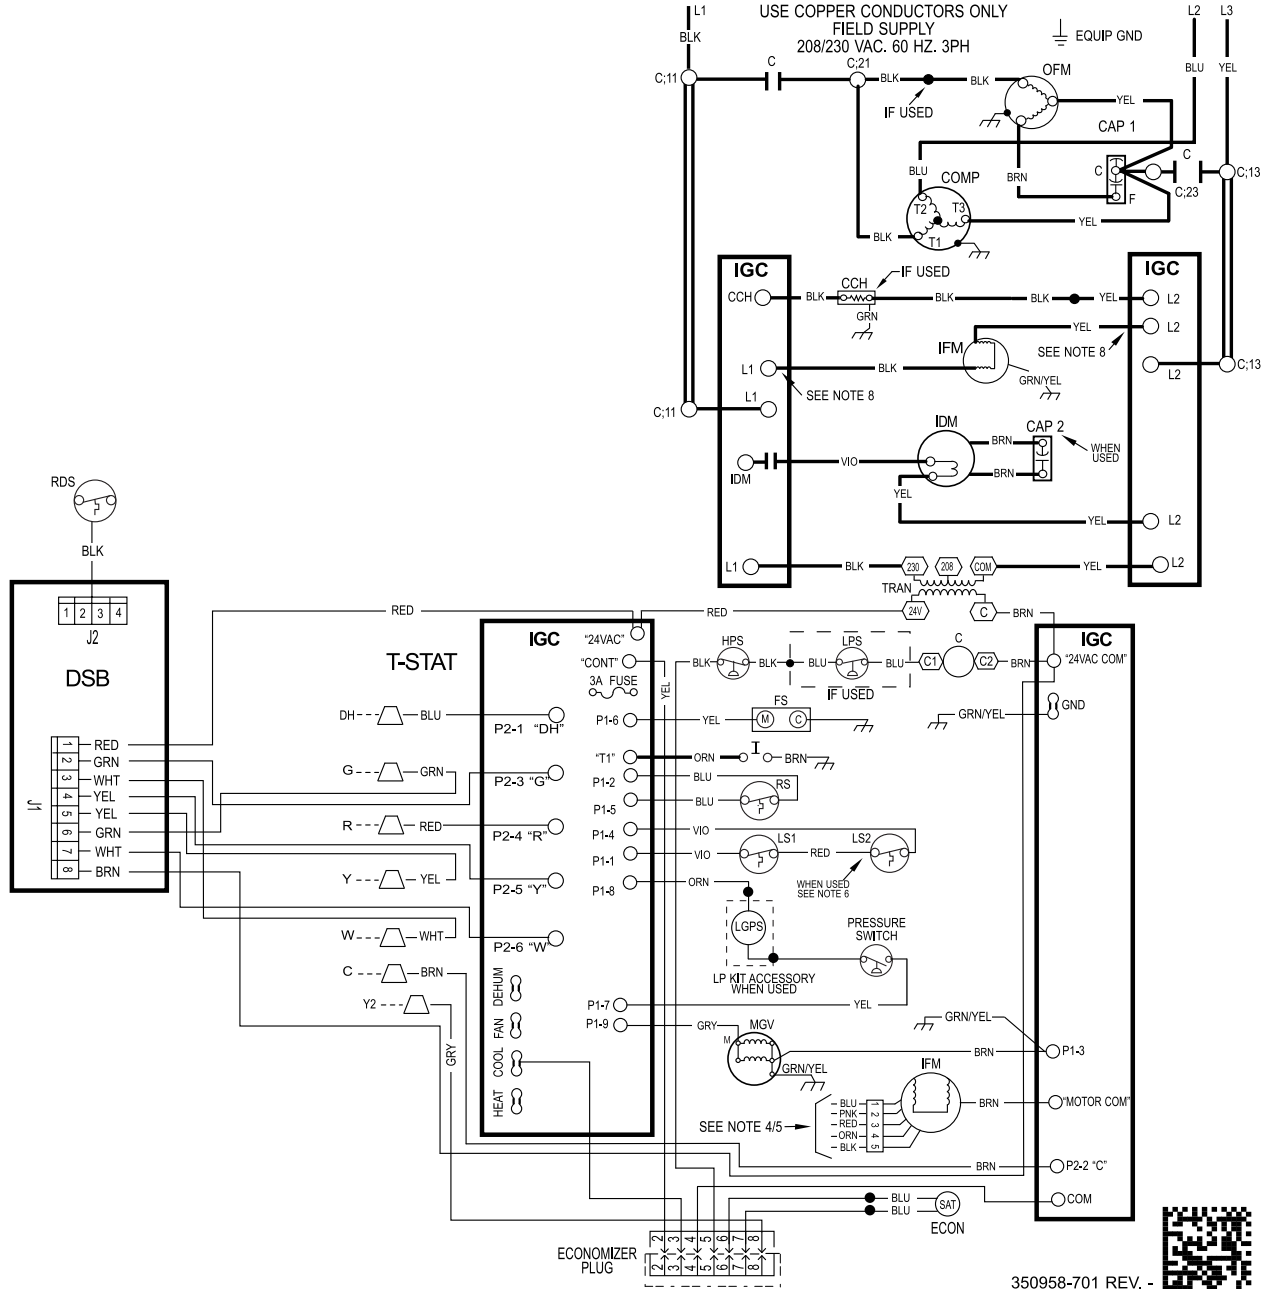 L1
USE COPPER CONDUCTORS ONLY
FIELD SUPPLY
208/230 VAC. 60 HZ. 3PH
L2
L3
BLK
EQUIP GND
BLU
YEL
C;11
C
C;21
BLK
IF USED
BLK
OFM
YEL
CAP 1
C
BLU
COMP
BRN
C
F
C;23
C;13
T2
T3
T1
BLK
YEL
IGC
IGC
CCH
BLK
CCH
IF USED
GRN
BLK
BLK
YEL
L2
YEL
L2
SEE NOTE 8
IFM
L1
SEE NOTE 8
BLK
GRN/YEL
L2
C;13
C;11
L1
IDM
VIO
IDM
BRN
BRN
CAP 2
WHEN
USED
YEL
YEL
L2
L1
BLK
230
208
COM
YEL
L2
TRAN
24V
C
BRN
RDS
BLK
1 2 3 4
J2
DSB
J1
1 RED
2 GRN
3 WHT
4 YEL
5 YEL
6 GRN
7 WHT
8 BRN
RED
RED
T-STAT
IGC
"24VAC"
"CONT"
3A FUSE
YEL
DH BLU P2-1 "DH"
G GRN P2-3 "G"
R RED P2-4 "R"
Y YEL P2-5 "Y"
W WHT P2-6 "W"
C BRN
Y2
GRY
DEHUM
FAN
COOL
HEAT
P1-6
"T1"
P1-2
P1-5
P1-4
P1-1
P1-8
P1-7
P1-9
HPS
BLK
BLK
LPS
BLU
BLU
IF USED
C
C1
C2
BRN
IGC
"24VAC COM"
FS
YEL
M
C
GRN/YEL
GND
ORN
I
BRN
BLU
BLU
RS
VIO
VIO
LS1
RED
LS2
WHEN USED
SEE NOTE 6
ORN
LGPS
LP KIT ACCESSORY
WHEN USED
PRESSURE
SWITCH
YEL
GRY
MGV
M
GRN/YEL
GRN/YEL
BRN
P1-3
IFM
SEE NOTE 4/5
BLU 1
PNK 2
RED 3
ORN 4
BLK 5
BRN
"MOTOR COM"
BRN
P2-2 "C"
COM
BLU
BLU
SAT
ECON
ECONOMIZER
PLUG
2 3 4 5 6 7 8
2 3 4 5 6 7 8
350958-701 REV. -